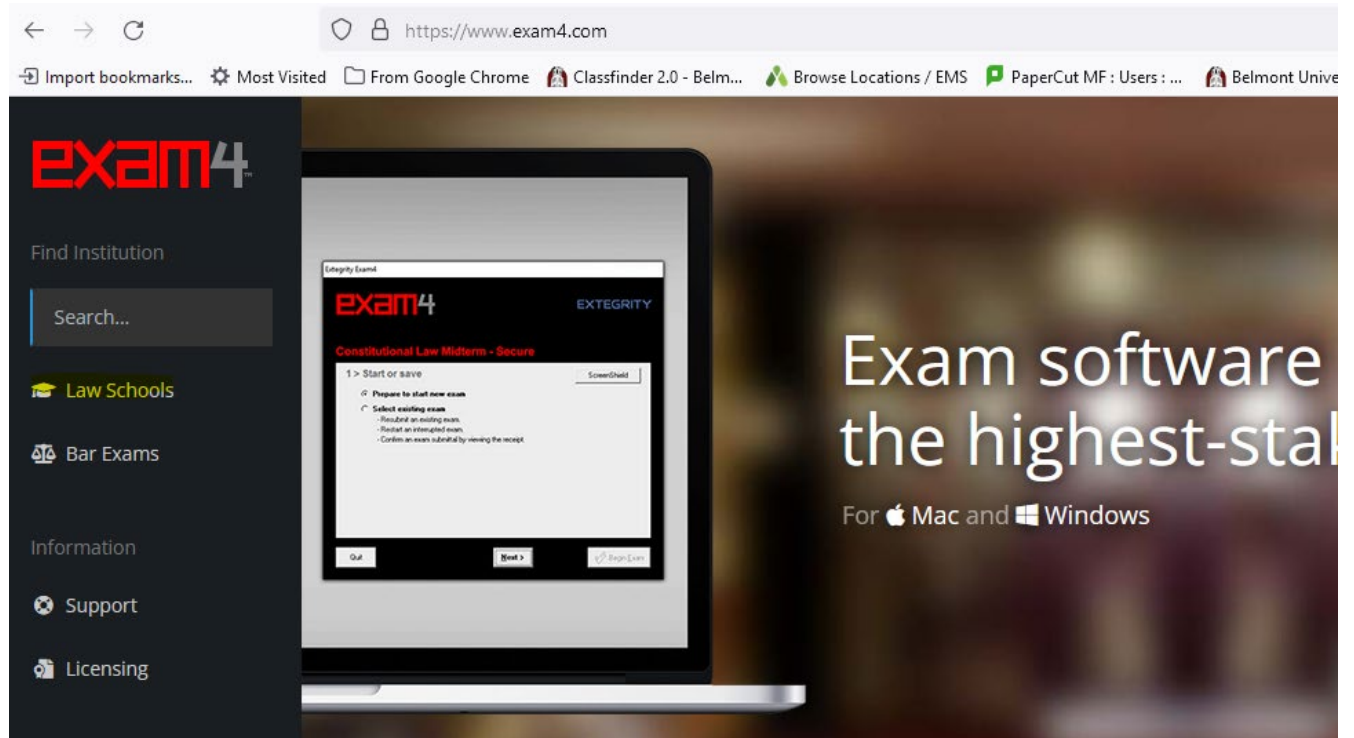 https://www.exam4.com
Import bookmarks... Most Visited From Google Chrome Classfinder 2.0 - Belm... Browse Locations / EMS PaperCut MF : Users : ... Belmont Unive
exam4™
Find Institution
Search...
Law Schools
Bar Exams
Information
Support
Licensing
Extegrity Exam4
exam4 EXTEGRITY
Constitutional Law Midterm - Secure
1 > Start or save ScreenShield
Prepare to start new exam
Select existing exam
- Resubmit an existing exam.
- Restart an interrupted exam.
- Confirm an exam submittal by viewing the receipt.
Quit Next > Begin Exam
Exam software
the highest-sta
For Mac and Windows